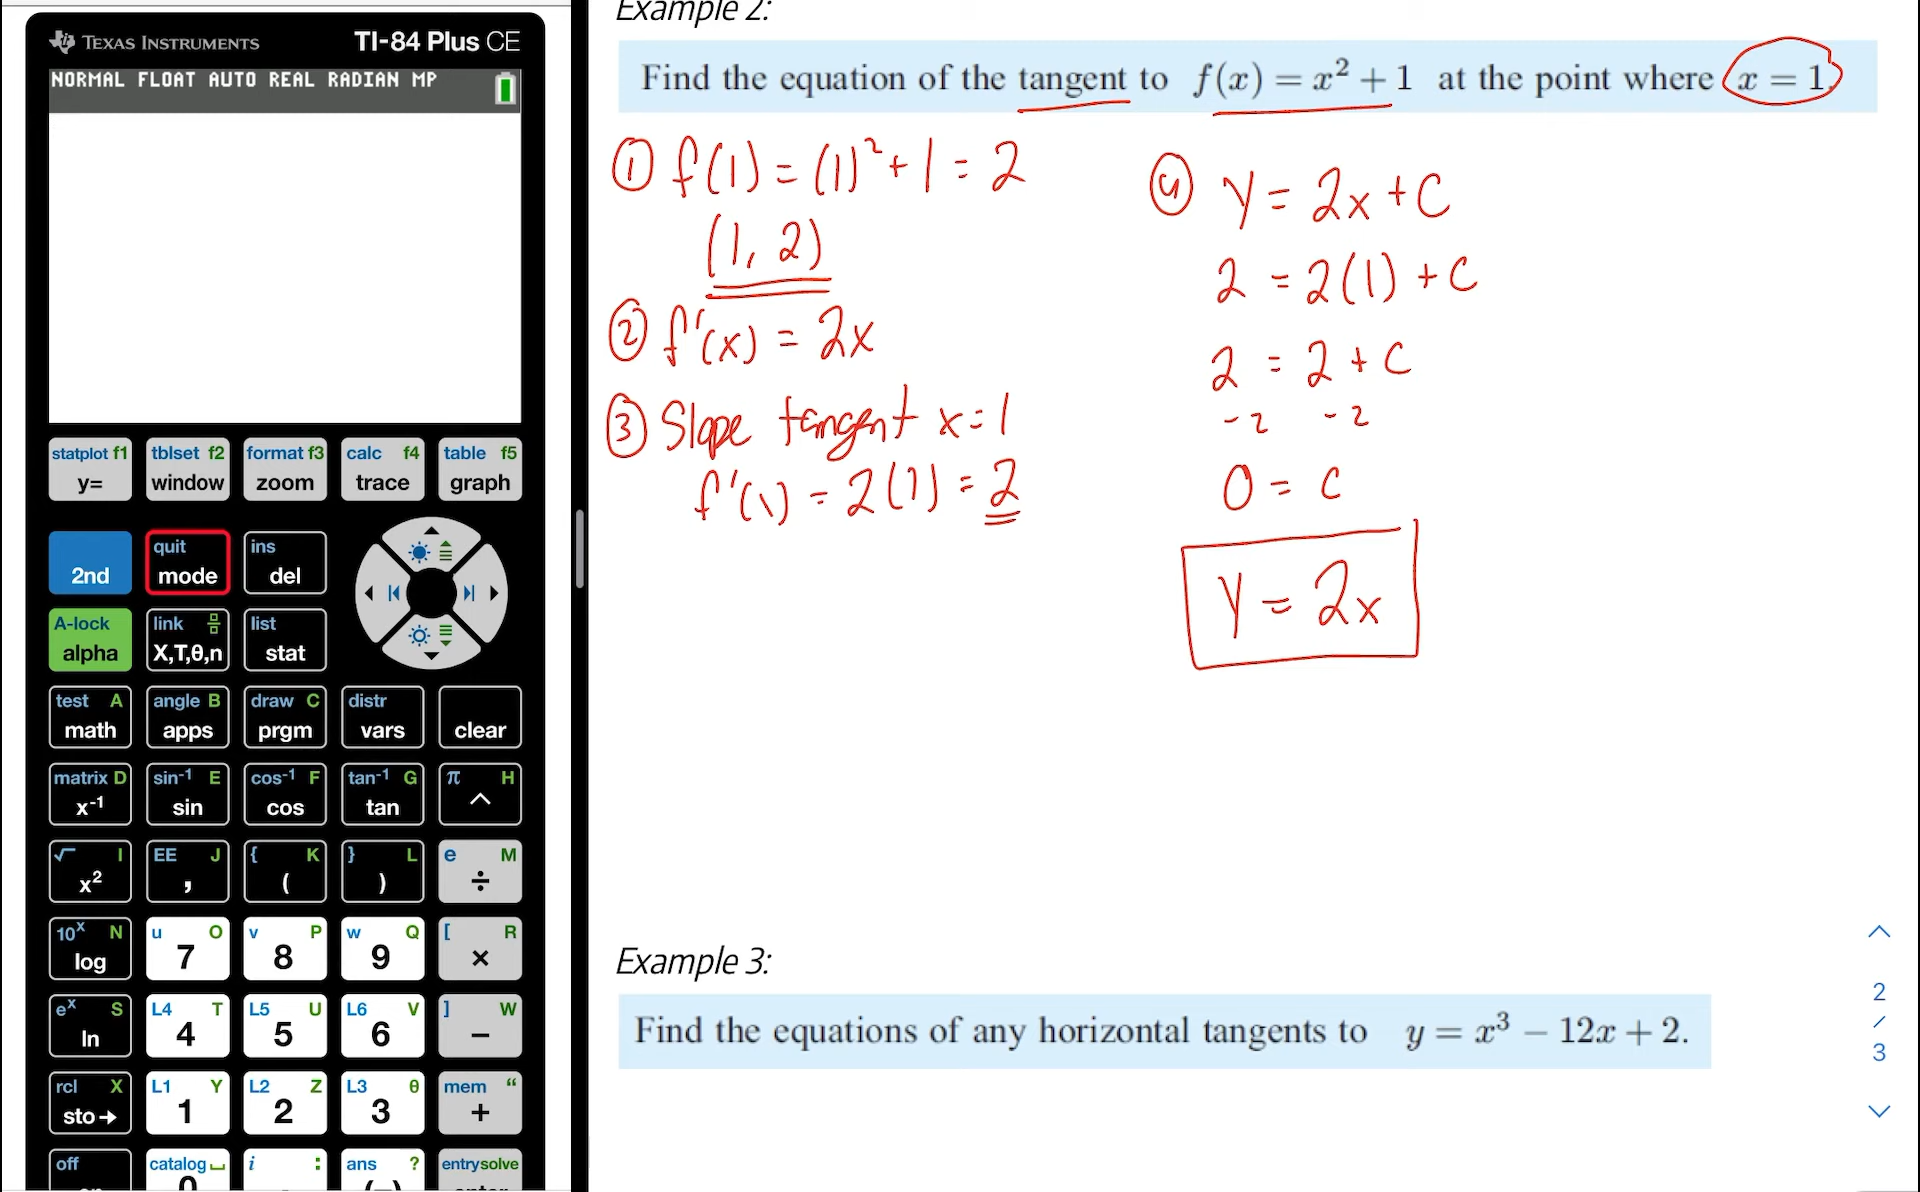 TEXAS INSTRUMENTS TI-84 Plus CE
NORMAL FLOAT AUTO REAL RADIAN MP
statplot f1 tblset f2 format f3 calc f4 table f5
y= window zoom trace graph
quit ins
2nd mode del
A-lock link list
alpha X,T,θ,n stat
test A angle B draw C distr
math apps prgm vars clear
matrix D sin⁻¹ E cos⁻¹ F tan⁻¹ G π H
x⁻¹ sin cos tan ^
√ I EE J { K } L e M
x² , ( ) ÷
10ˣ N u O v P w Q [ R
log 7 8 9 ×
eˣ S L4 T L5 U L6 V ] W
ln 4 5 6 −
rcl X L1 Y L2 Z L3 θ mem “
sto→ 1 2 3 +
off catalog i : ans ? entry solve
0
Example 2:
Find the equation of the tangent to f(x) = x² + 1 at the point where x = 1.
① f(1) = (1)² + 1 = 2
(1, 2)
② f'(x) = 2x
③ Slope tangent x=1
f'(1) = 2(1) = 2
④ y = 2x + C
2 = 2(1) + C
2 = 2 + C
-2 -2
0 = C
y = 2x
Example 3:
Find the equations of any horizontal tangents to y = x³ − 12x + 2.
2
/
3